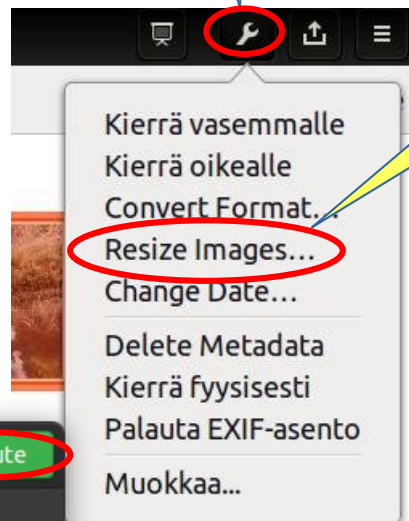 Kierrä vasemmalle
Kierrä oikealle
Convert Format...
Resize Images...
Change Date...
Delete Metadata
Kierrä fyysisesti
Palauta EXIF-asento
Muokkaa...